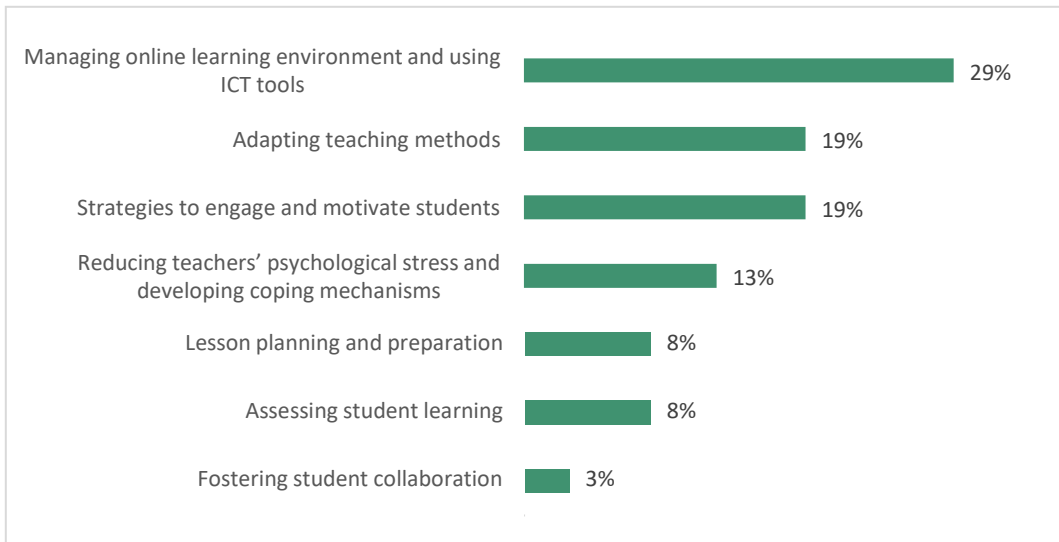 Managing online learning environment and using
ICT tools
29%
Adapting teaching methods
19%
Strategies to engage and motivate students
19%
Reducing teachers’ psychological stress and
developing coping mechanisms
13%
Lesson planning and preparation
8%
Assessing student learning
8%
Fostering student collaboration
3%